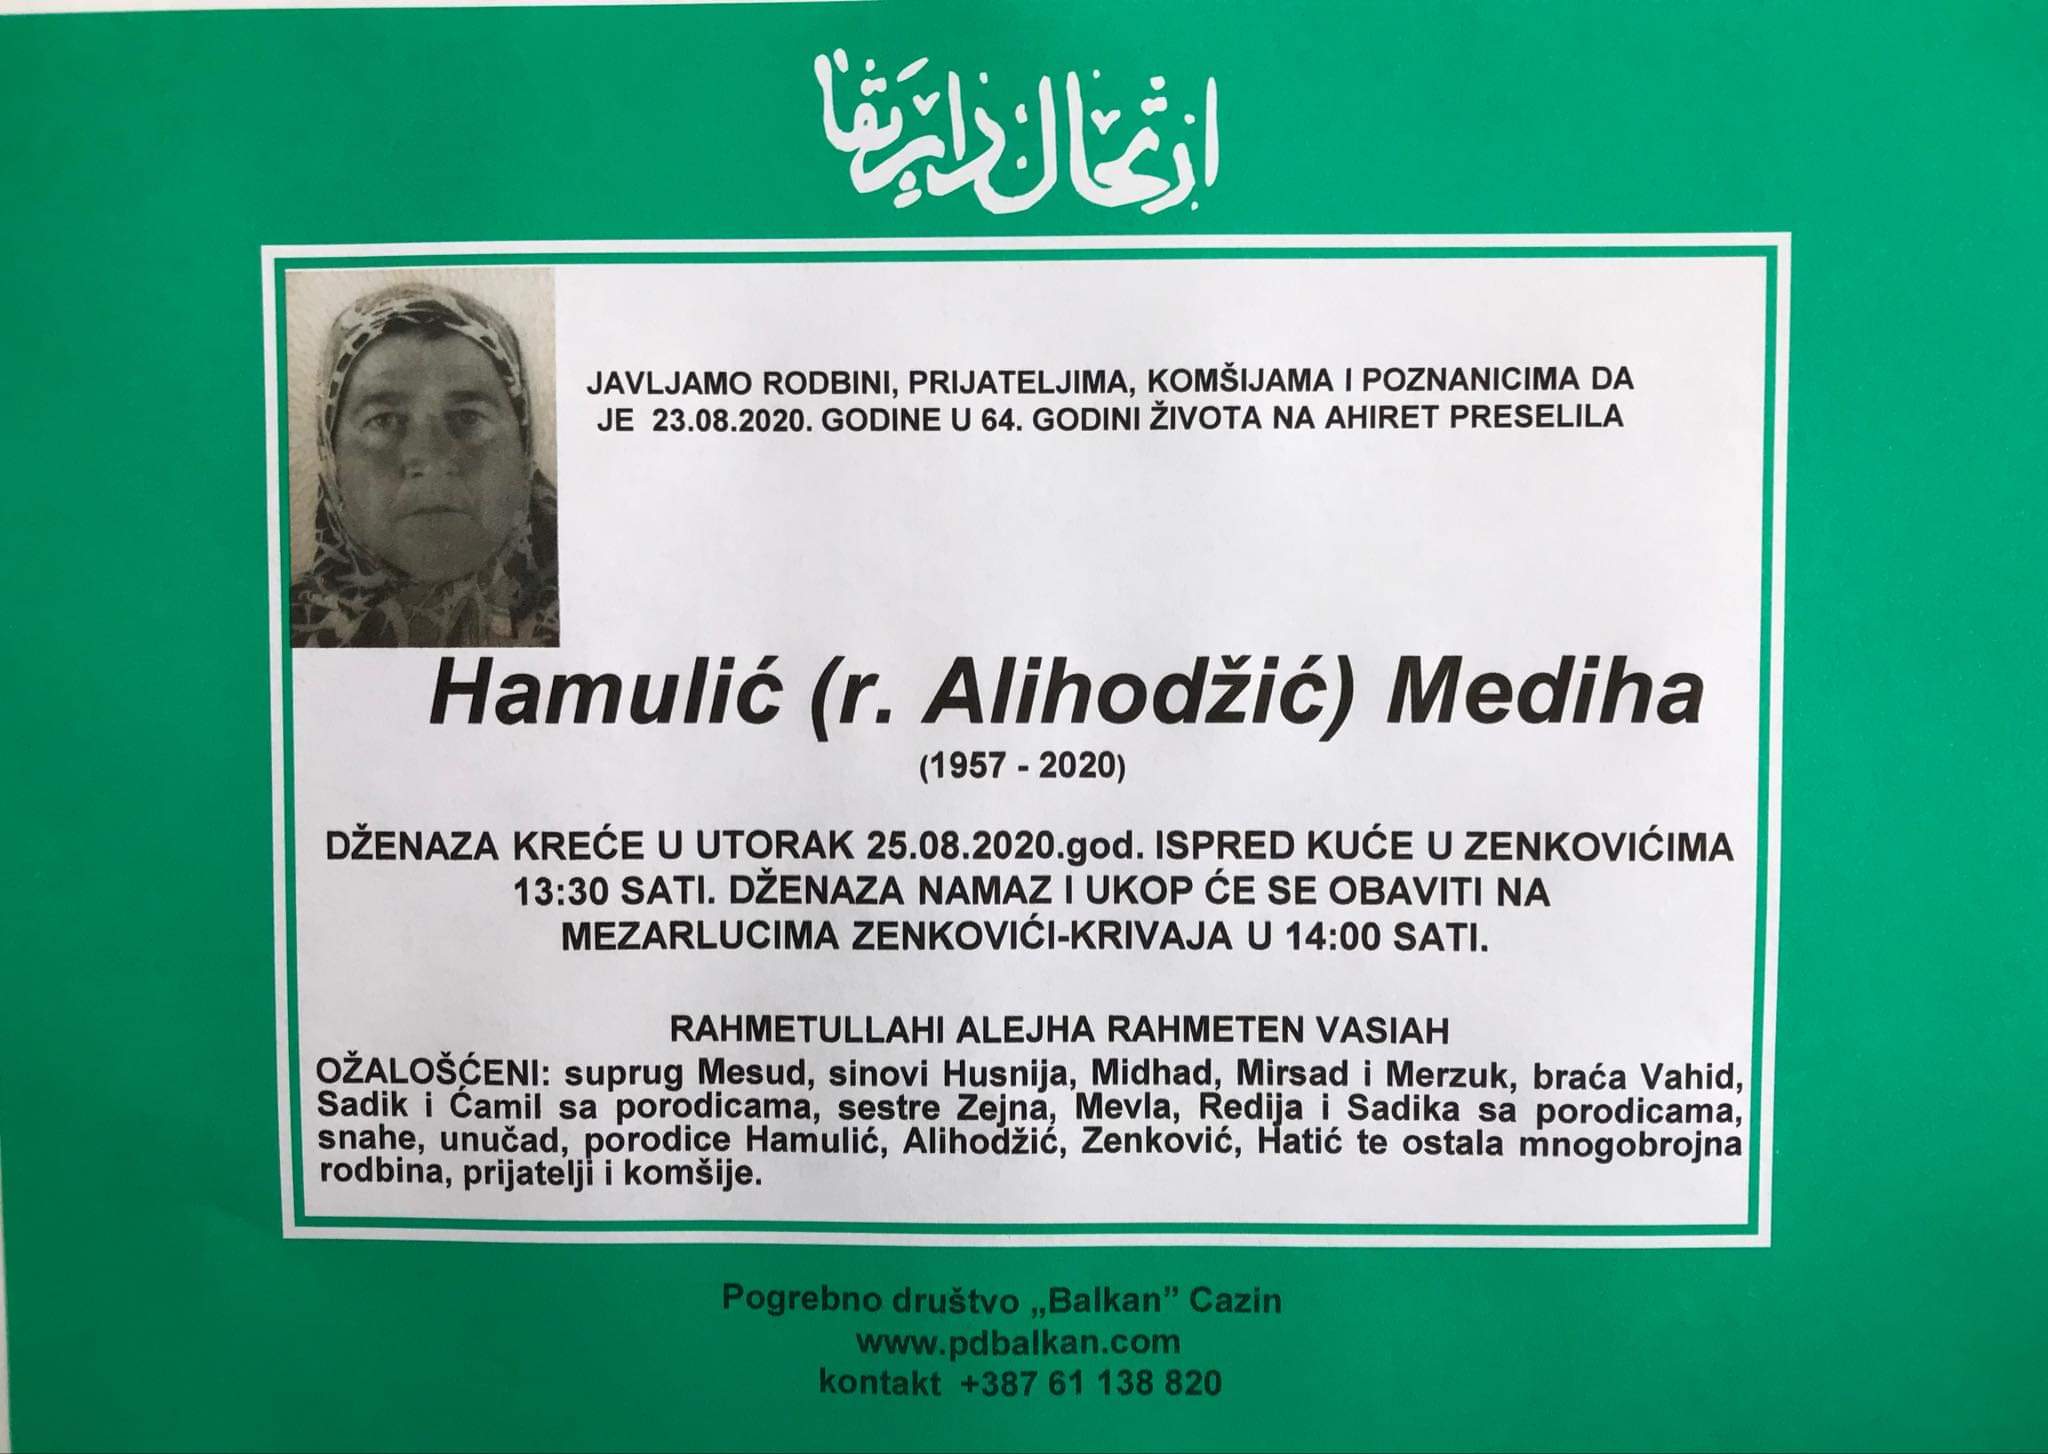 ارتحال دار بقا
JAVLJAMO RODBINI, PRIJATELJIMA, KOMŠIJAMA I POZNANICIMA DA
JE 23.08.2020. GODINE U 64. GODINI ŽIVOTA NA AHIRET PRESELILA
Hamulić (r. Alihodžić) Mediha
(1957 - 2020)
DŽENAZA KREĆE U UTORAK 25.08.2020.god. ISPRED KUĆE U ZENKOVIĆIMA
13:30 SATI. DŽENAZA NAMAZ I UKOP ĆE SE OBAVITI NA
MEZARLUCIMA ZENKOVIĆI-KRIVAJA U 14:00 SATI.
RAHMETULLAHI ALEJHA RAHMETEN VASIAH
OŽALOŠĆENI: suprug Mesud, sinovi Husnija, Midhad, Mirsad i Merzuk, braća Vahid,
Sadik i Ćamil sa porodicama, sestre Zejna, Mevla, Redija i Sadika sa porodicama,
snahe, unučad, porodice Hamulić, Alihodžić, Zenković, Hatić te ostala mnogobrojna
rodbina, prijatelji i komšije.
Pogrebno društvo „Balkan” Cazin
www.pdbalkan.com
kontakt +387 61 138 820